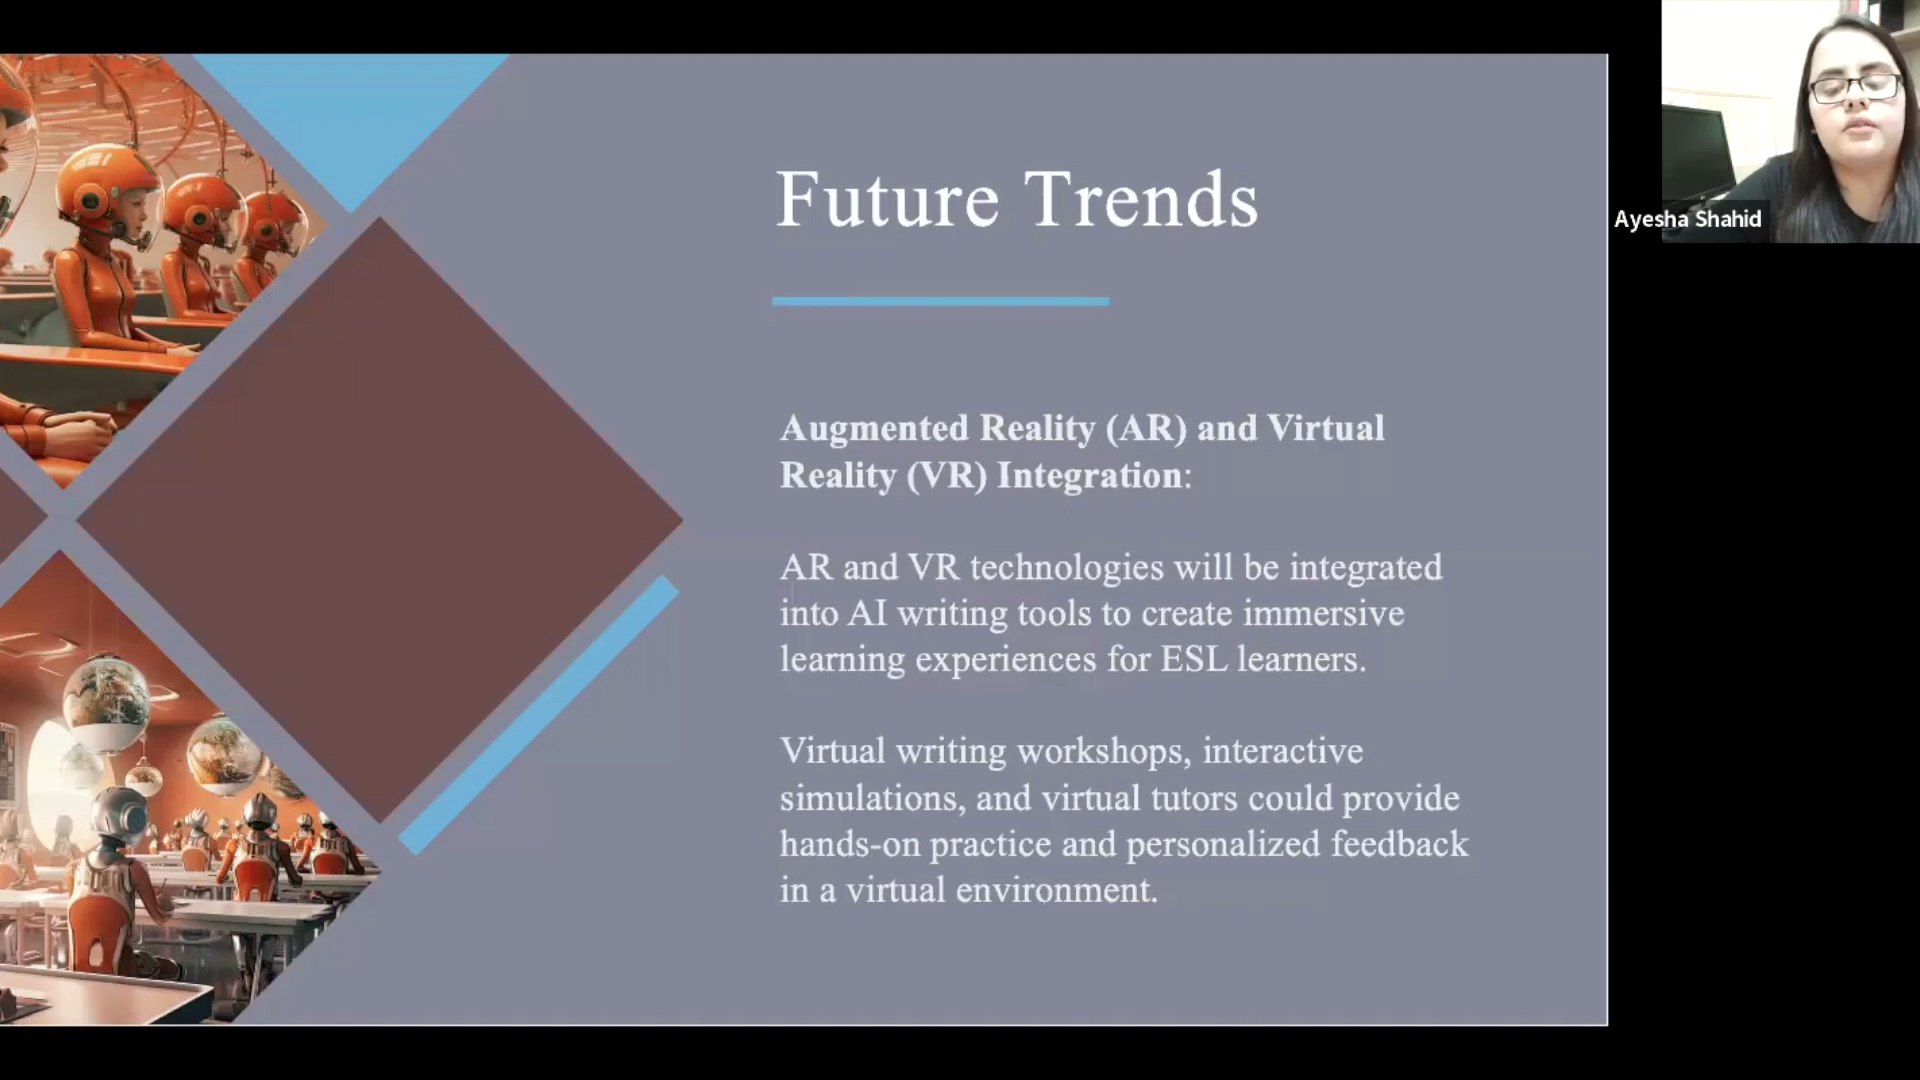 Future Trends
Ayesha Shahid
Augmented Reality (AR) and Virtual
Reality (VR) Integration:
AR and VR technologies will be integrated
into AI writing tools to create immersive
learning experiences for ESL learners.
Virtual writing workshops, interactive
simulations, and virtual tutors could provide
hands-on practice and personalized feedback
in a virtual environment.